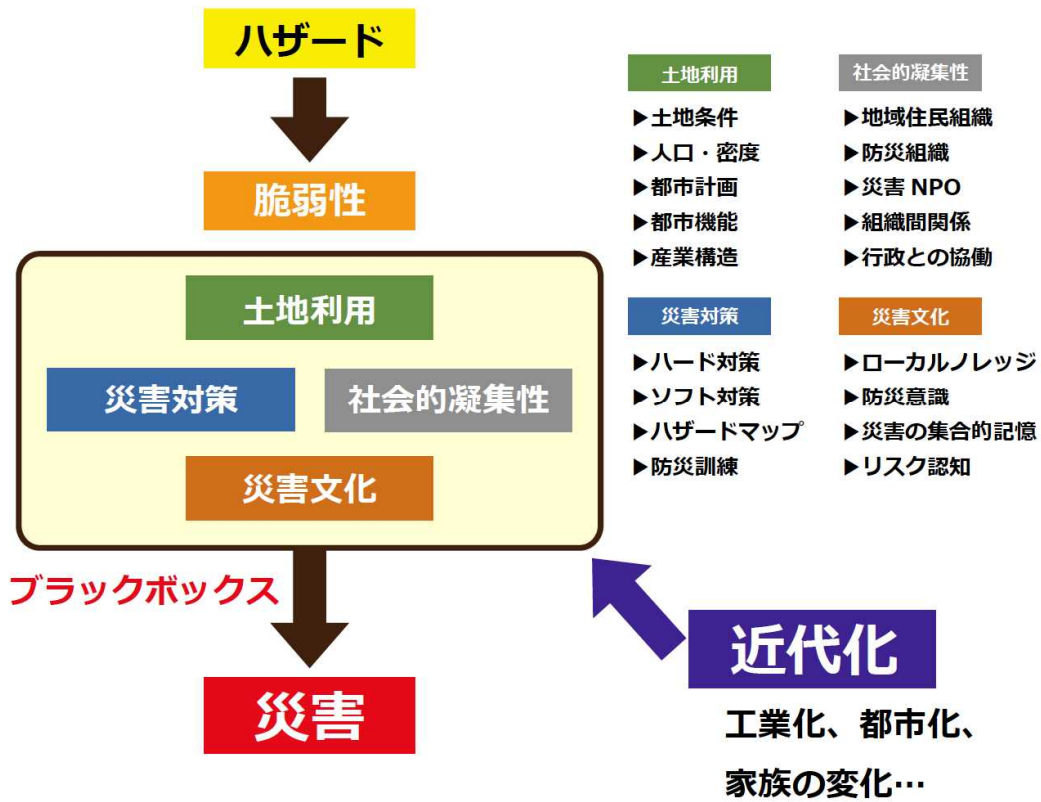 ハザード
脆弱性
土地利用
災害対策
社会的凝集性
災害文化
ブラックボックス
災害
土地利用
▶土地条件
▶人口・密度
▶都市計画
▶都市機能
▶産業構造
社会的凝集性
▶地域住民組織
▶防災組織
▶災害 NPO
▶組織間関係
▶行政との協働
災害対策
▶ハード対策
▶ソフト対策
▶ハザードマップ
▶防災訓練
災害文化
▶ローカルノレッジ
▶防災意識
▶災害の集合的記憶
▶リスク認知
近代化
工業化、都市化、
家族の変化…